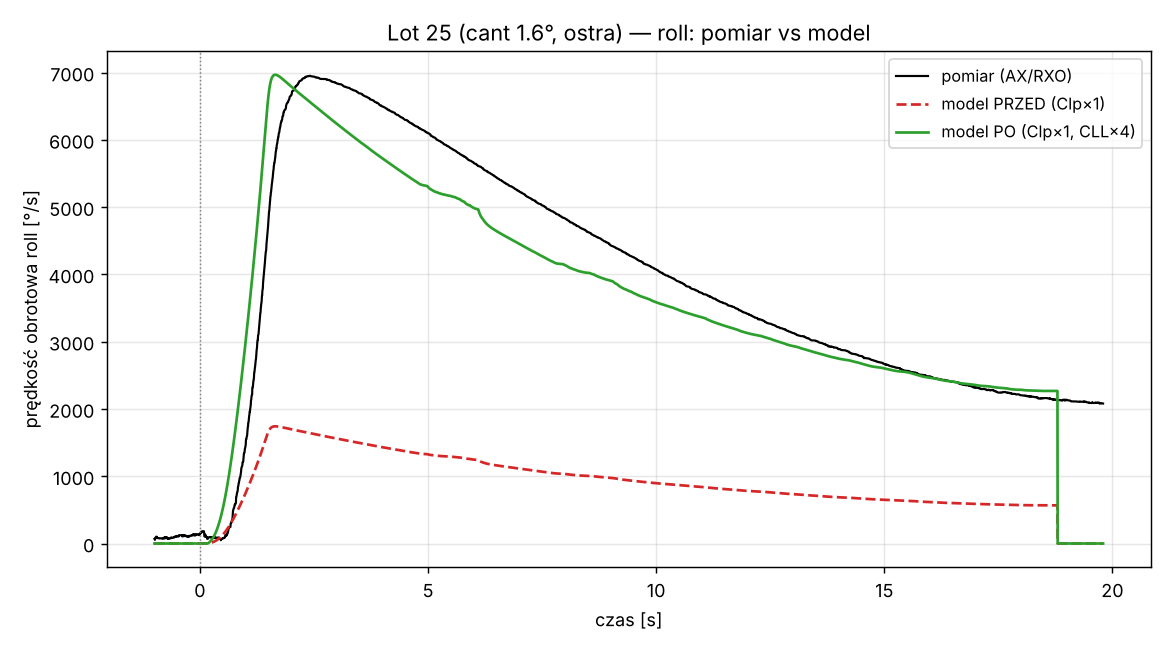 Lot 25 (cant 1.6°, ostra) — roll: pomiar vs model
prędkość obrotowa roll [°/s]
7000
6000
5000
4000
3000
2000
1000
0
pomiar (AX/RXO)
model PRZED (Clp×1)
model PO (Clp×1, CLL×4)
0
5
10
15
20
czas [s]